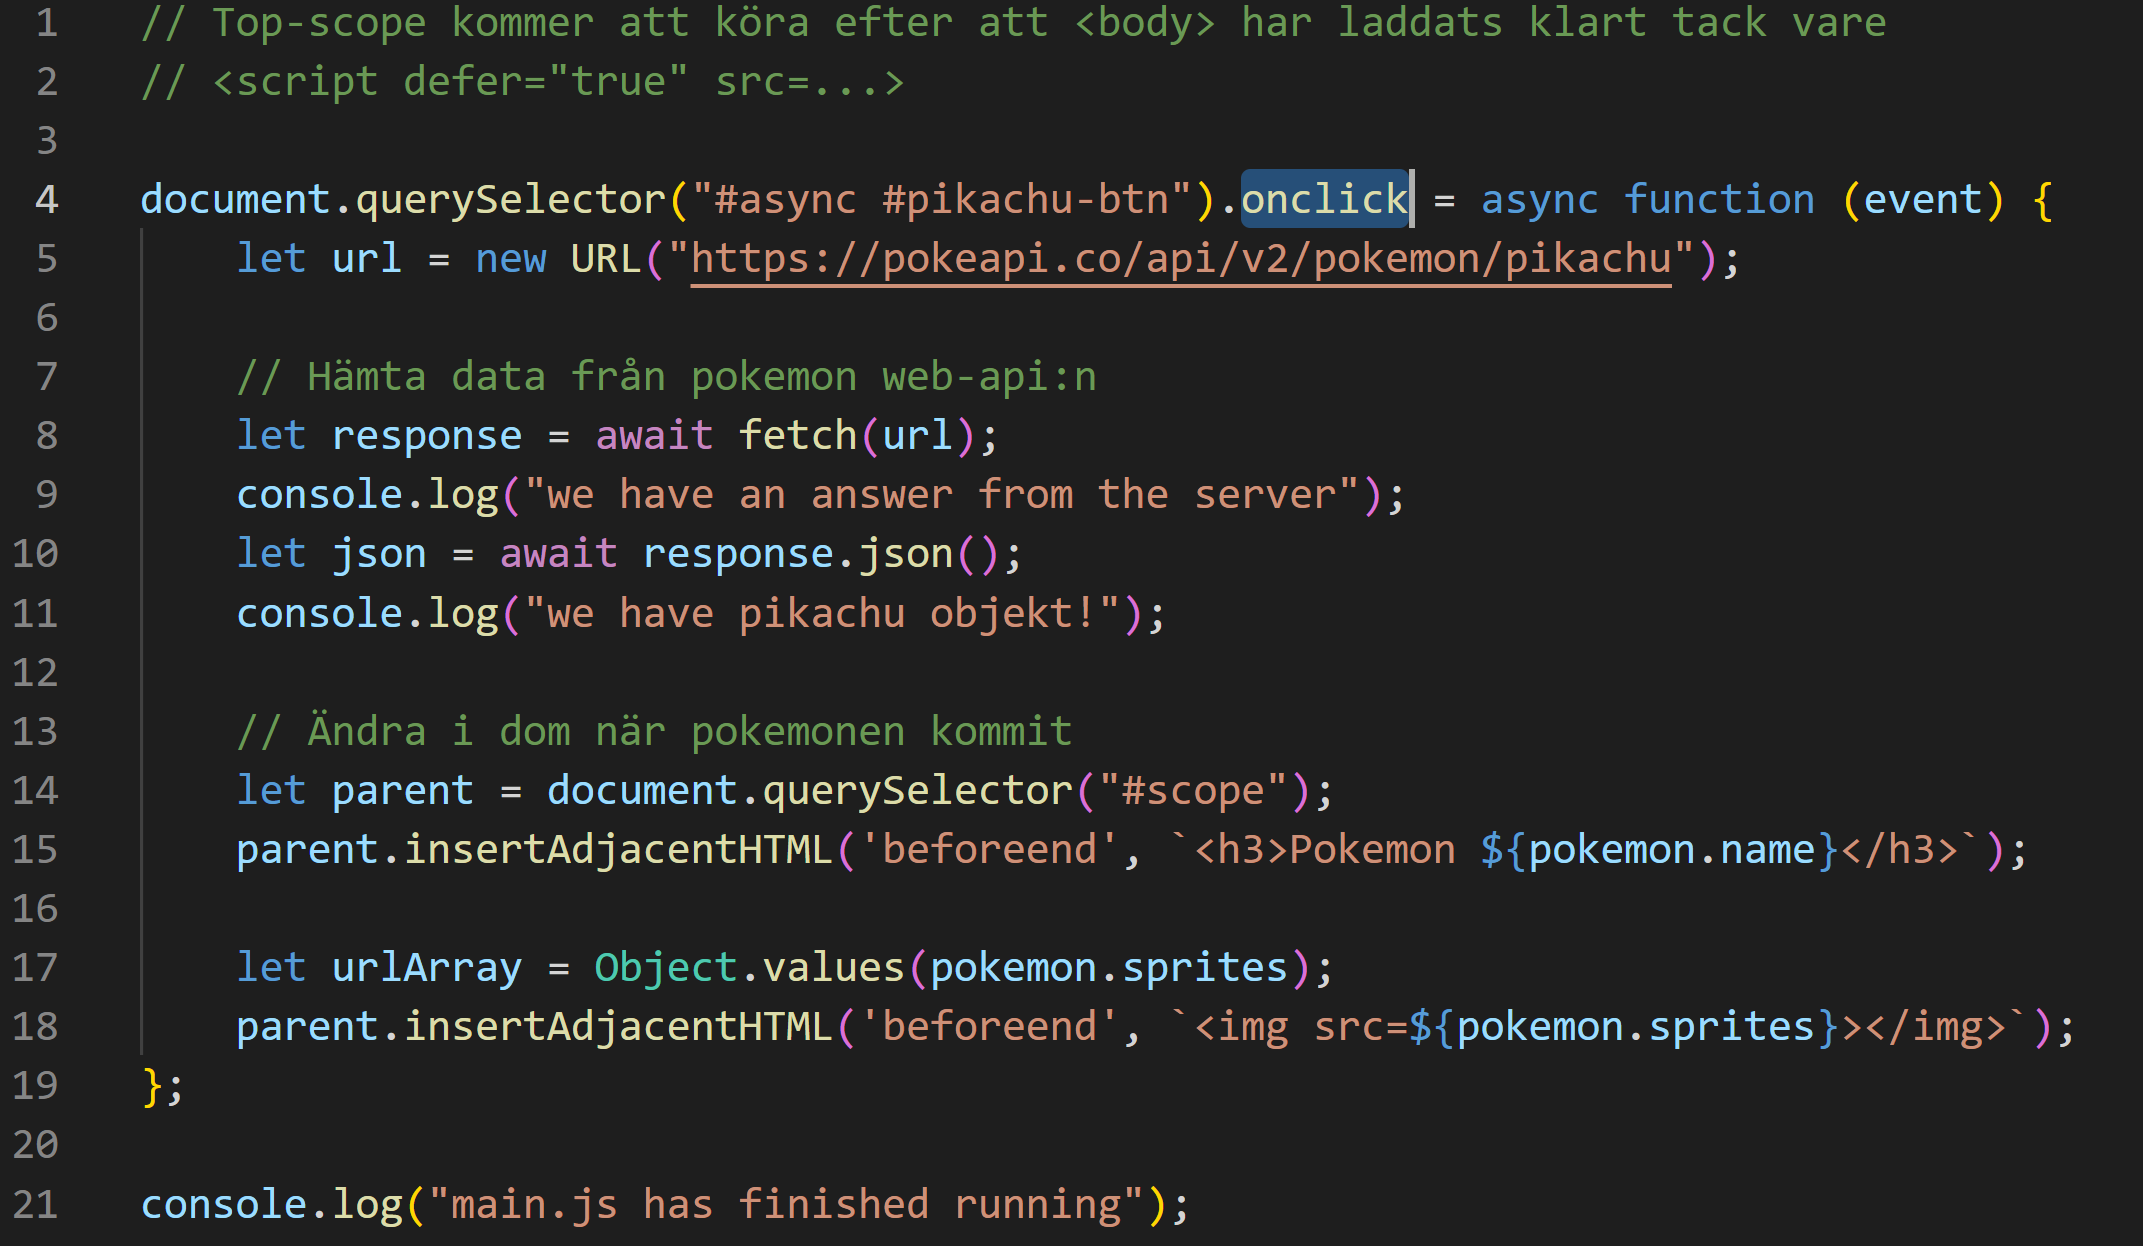 1 // Top-scope kommer att köra efter att <body> har laddats klart tack vare
2 // <script defer="true" src=...>
3
4 document.querySelector("#async #pikachu-btn").onclick = async function (event) {
5     let url = new URL("https://pokeapi.co/api/v2/pokemon/pikachu");
6
7     // Hämta data från pokemon web-api:n
8     let response = await fetch(url);
9     console.log("we have an answer from the server");
10     let json = await response.json();
11     console.log("we have pikachu objekt!");
12
13     // Ändra i dom när pokemonen kommit
14     let parent = document.querySelector("#scope");
15     parent.insertAdjacentHTML('beforeend', `<h3>Pokemon ${pokemon.name}</h3>`);
16
17     let urlArray = Object.values(pokemon.sprites);
18     parent.insertAdjacentHTML('beforeend', `<img src=${pokemon.sprites}></img>`);
19 };
20
21 console.log("main.js has finished running");